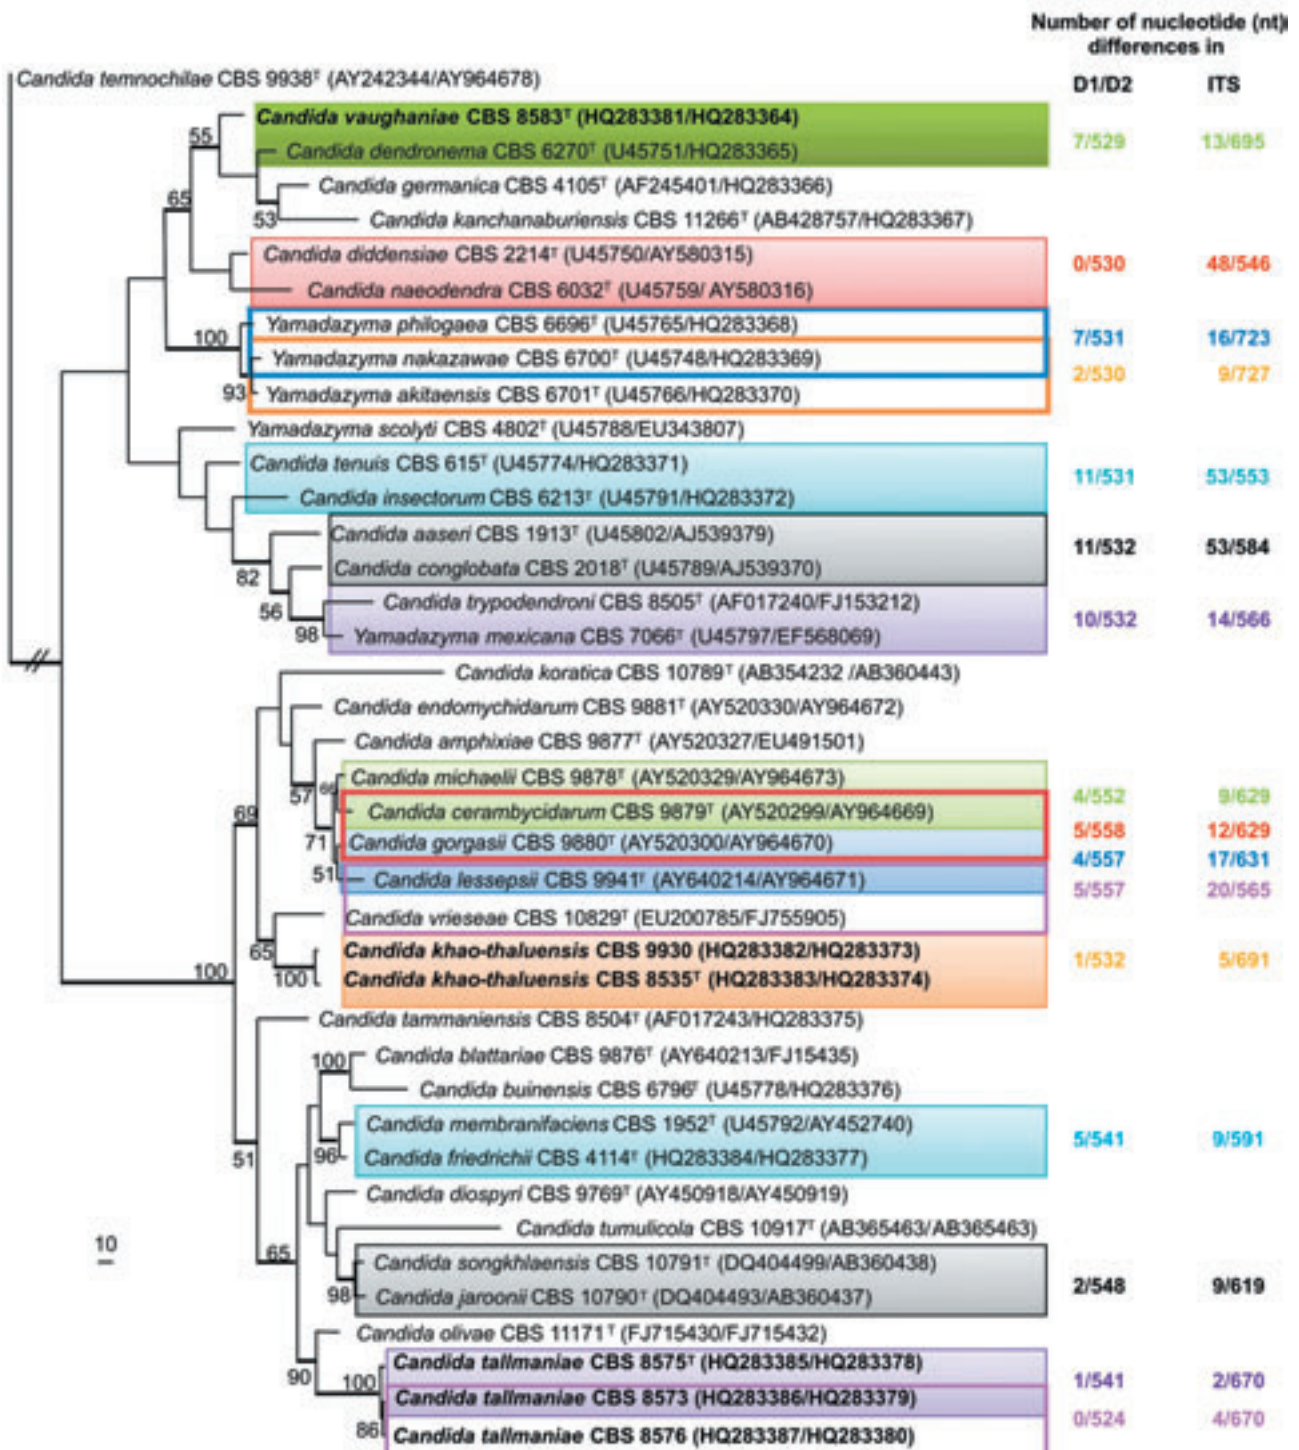 Number of nucleotide (nt)
differences in
D1/D2 ITS
Candida temnochilae CBS 9938ᵀ (AY242344/AY964678)
Candida vaughaniae CBS 8583ᵀ (HQ283381/HQ283364)
55
Candida dendronema CBS 6270ᵀ (U45751/HQ283365)
7/529 13/695
Candida germanica CBS 4105ᵀ (AF245401/HQ283366)
65
53
Candida kanchanaburiensis CBS 11266ᵀ (AB428757/HQ283367)
Candida diddensiae CBS 2214ᵀ (U45750/AY580315)
0/530 48/546
Candida naeodendra CBS 6032ᵀ (U45759/ AY580316)
Yamadazyma philogaea CBS 6696ᵀ (U45765/HQ283368)
100
7/531 16/723
Yamadazyma nakazawae CBS 6700ᵀ (U45748/HQ283369)
2/530 9/727
93
Yamadazyma akitaensis CBS 6701ᵀ (U45766/HQ283370)
Yamadazyma scolyti CBS 4802ᵀ (U45788/EU343807)
Candida tenuis CBS 615ᵀ (U45774/HQ283371)
11/531 53/553
Candida insectorum CBS 6213ᵀ (U45791/HQ283372)
Candida aaseri CBS 1913ᵀ (U45802/AJ539379)
11/532 53/584
Candida conglobata CBS 2018ᵀ (U45789/AJ539370)
82
Candida trypodendroni CBS 8505ᵀ (AF017240/FJ153212)
56
10/532 14/566
98
Yamadazyma mexicana CBS 7066ᵀ (U45797/EF568069)
Candida koratica CBS 10789ᵀ (AB354232 /AB360443)
Candida endomychidarum CBS 9881ᵀ (AY520330/AY964672)
Candida amphixiae CBS 9877ᵀ (AY520327/EU491501)
Candida michaelii CBS 9878ᵀ (AY520329/AY964673)
57 66
4/552 9/629
69
Candida cerambycidarum CBS 9879ᵀ (AY520299/AY964669)
5/558 12/629
71
Candida gorgasii CBS 9880ᵀ (AY520300/AY964670)
4/557 17/631
51
Candida lessepsii CBS 9941ᵀ (AY640214/AY964671)
5/557 20/565
Candida vrieseae CBS 10829ᵀ (EU200785/FJ755905)
65
Candida khao-thaluensis CBS 9930 (HQ283382/HQ283373)
1/532 5/691
100
100
Candida khao-thaluensis CBS 8535ᵀ (HQ283383/HQ283374)
Candida tammaniensis CBS 8504ᵀ (AF017243/HQ283375)
100
Candida blattariae CBS 9876ᵀ (AY640213/FJ15435)
Candida buinensis CBS 6796ᵀ (U45778/HQ283376)
Candida membranifaciens CBS 1952ᵀ (U45792/AY452740)
5/541 9/591
51
96
Candida friedrichii CBS 4114ᵀ (HQ283384/HQ283377)
Candida diospyri CBS 9769ᵀ (AY450918/AY450919)
Candida tumulicola CBS 10917ᵀ (AB365463/AB365463)
10
65
Candida songkhlaensis CBS 10791ᵀ (DQ404499/AB360438)
2/548 9/619
98
Candida jaroonii CBS 10790ᵀ (DQ404493/AB360437)
Candida olivae CBS 11171ᵀ (FJ715430/FJ715432)
Candida tallmaniae CBS 8575ᵀ (HQ283385/HQ283378)
90
100
1/541 2/670
Candida tallmaniae CBS 8573 (HQ283386/HQ283379)
0/524 4/670
86
Candida tallmaniae CBS 8576 (HQ283387/HQ283380)